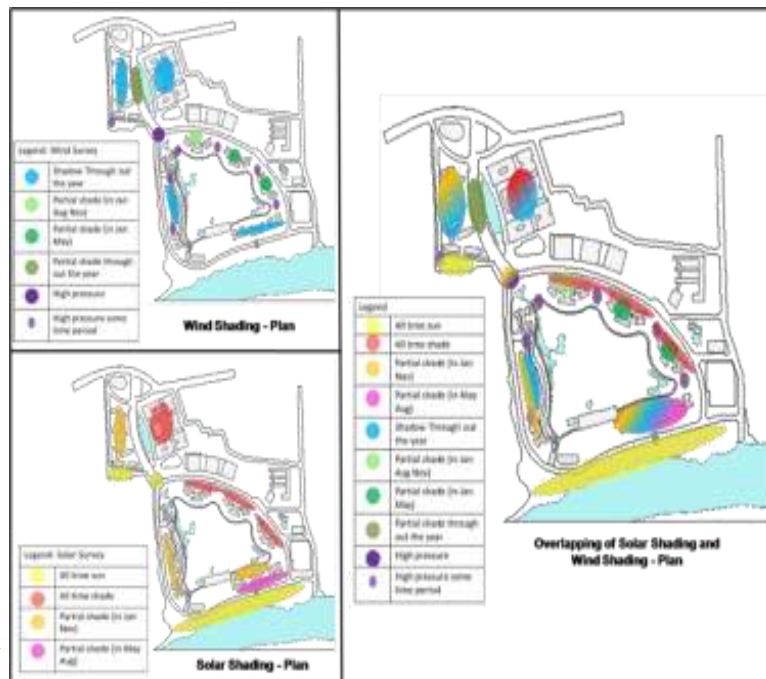 Legend: Wind Survey
Shadow Through out
the year
Partial shade (in Jan
Aug Nov)
Partial shade (in Jan
May)
Partial shade through
out the year
High pressure
High pressure some
time period
Wind Shading - Plan
Legend: Solar Survey
All time sun
All time shade
Partial shade (in Jan
Nov)
Partial shade (in May
Aug)
Solar Shading - Plan
Legend
All time sun
All time shade
Partial shade (in Jan
Nov)
Partial shade (in May
Aug)
Shadow Through out
the year
Partial shade (in Jan
Aug Nov)
Partial shade (in Jan
May)
Partial shade through
out the year
High pressure
High pressure some
time period
Overlapping of Solar Shading and
Wind Shading - Plan